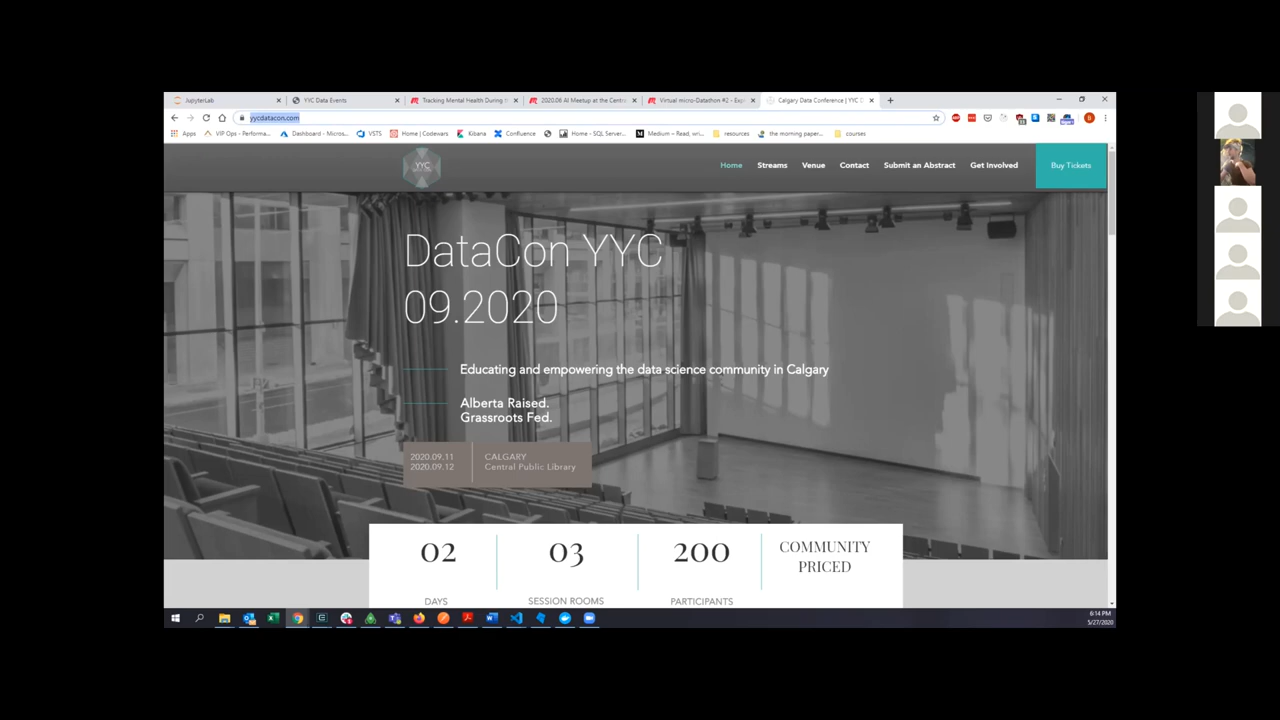 JupyterLab
YYC Data Events
Tracking Mental Health During t
2020.06 AI Meetup at the Centra
Virtual micro-Datathon #2 - Exp
Calgary Data Conference | YYC D
yycdatacon.com
Apps
VIP Ops - Performa...
Dashboard - Micros...
VSTS
Home | Codewars
Kibana
Confluence
Home - SQL Server...
Medium – Read, wri...
resources
the morning paper...
courses
YYC
Home
Streams
Venue
Contact
Submit an Abstract
Get Involved
Buy Tickets
DataCon YYC
09.2020
Educating and empowering the data science community in Calgary
Alberta Raised.
Grassroots Fed.
2020.09.11
2020.09.12
CALGARY
Central Public Library
02
DAYS
03
SESSION ROOMS
200
PARTICIPANTS
COMMUNITY
PRICED
6:14 PM
5/27/2020